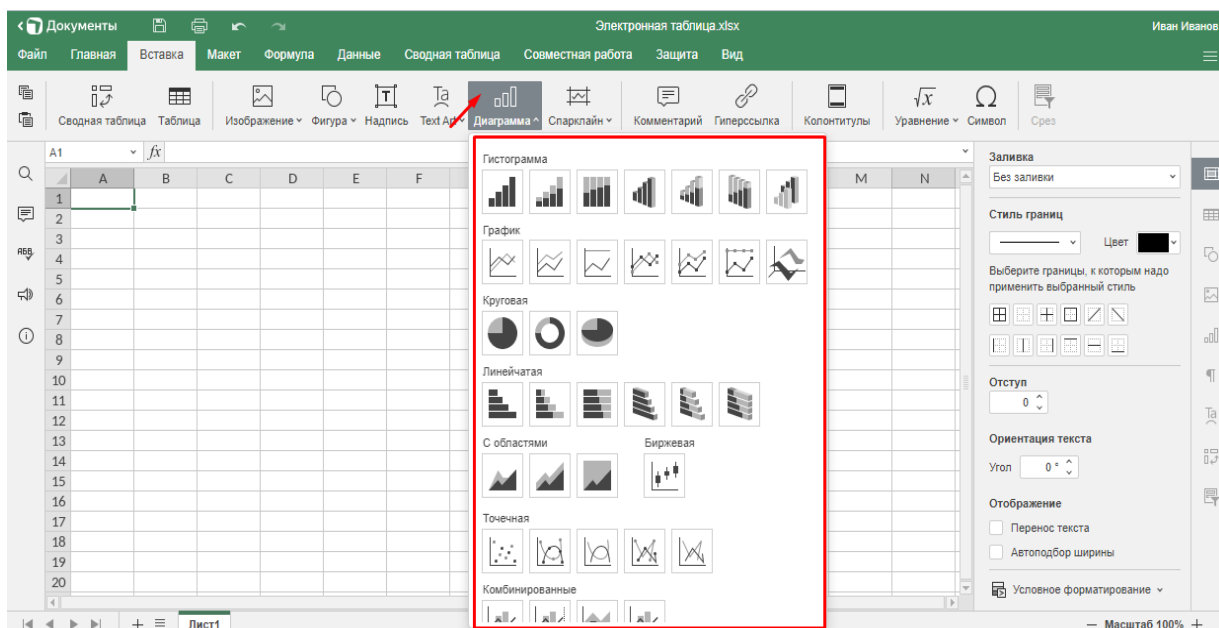 Документы
Электронная таблица.xlsx
Иван Иванов
Файл Главная Вставка Макет Формула Данные Сводная таблица Совместная работа Защита Вид
Сводная таблица Таблица Изображение Фигура Надпись Text Art Диаграмма Спарклайн Комментарий Гиперссылка Колонтитулы Уравнение Символ Срез
A1 fx
A B C D E F M N
1
2
3
4
5
6
7
8
9
10
11
12
13
14
15
16
17
18
19
20
Гистограмма
График
Круговая
Линейчатая
С областями Биржевая
Точечная
Комбинированные
Заливка
Без заливки
Стиль границ
Цвет
Выберите границы, к которым надо
применить выбранный стиль
Отступ
0
Ориентация текста
Угол 0 °
Отображение
Перенос текста
Автоподбор ширины
Условное форматирование
Лист1
Масштаб 100%